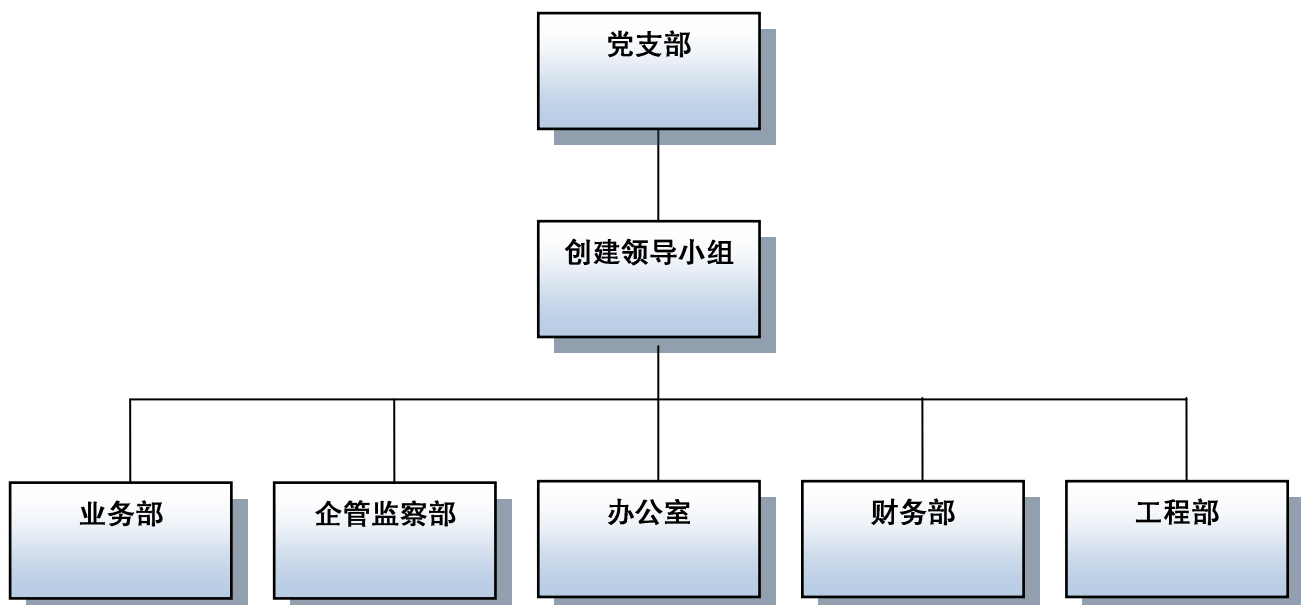 党支部
创建领导小组
业务部
企管监察部
办公室
财务部
工程部